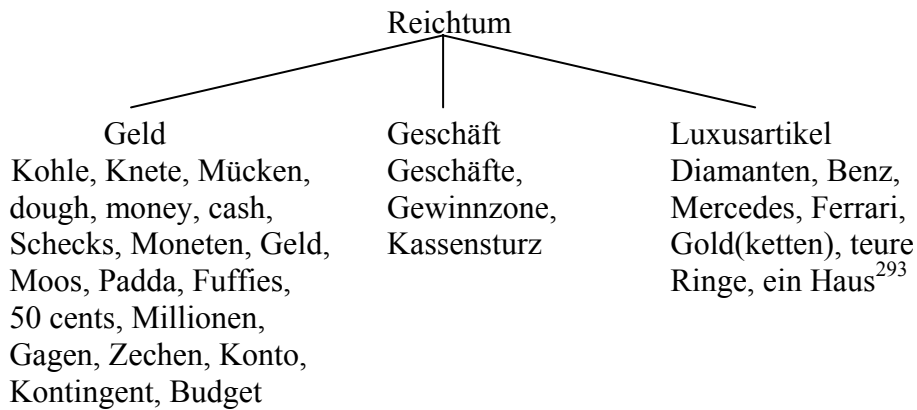 Reichtum
Geld
Kohle, Knete, Mücken,
dough, money, cash,
Schecks, Moneten, Geld,
Moos, Padda, Fuffies,
50 cents, Millionen,
Gagen, Zechen, Konto,
Kontingent, Budget
Geschäft
Geschäfte,
Gewinnzone,
Kassensturz
Luxusartikel
Diamanten, Benz,
Mercedes, Ferrari,
Gold(ketten), teure
Ringe, ein Haus²⁹³